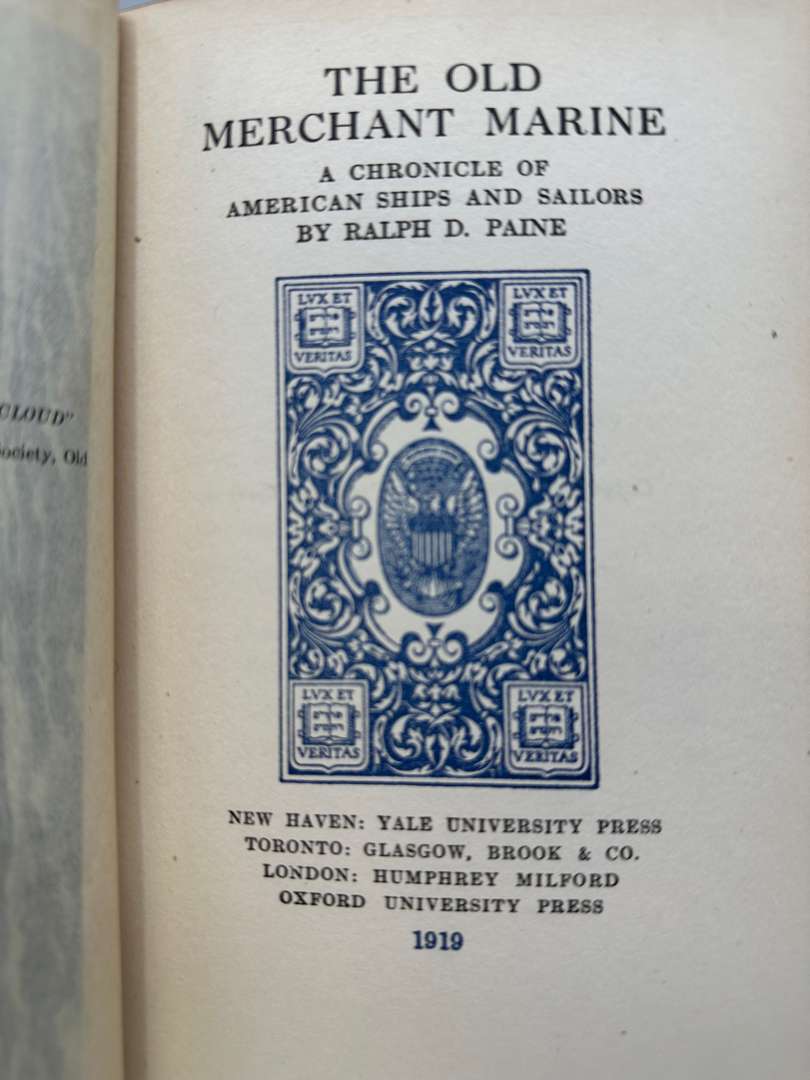 CLOUD"
Society, Old
THE OLD
MERCHANT MARINE
A CHRONICLE OF
AMERICAN SHIPS AND SAILORS
BY RALPH D. PAINE
LVX ET
VERITAS
LVX ET
VERITAS
LVX ET
VERITAS
LVX ET
VERITAS
NEW HAVEN: YALE UNIVERSITY PRESS
TORONTO: GLASGOW, BROOK & CO.
LONDON: HUMPHREY MILFORD
OXFORD UNIVERSITY PRESS
1919